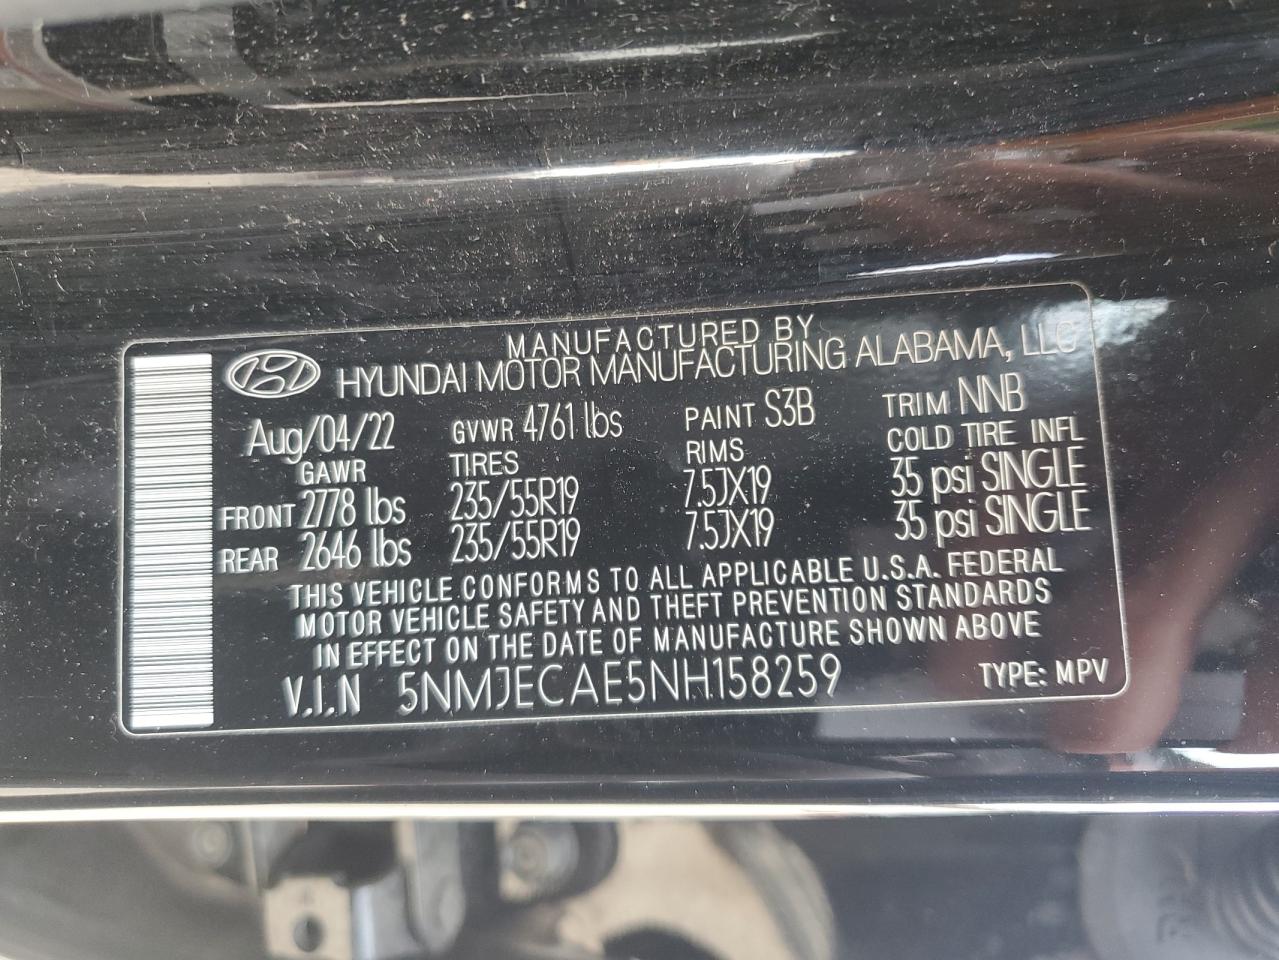 MANUFACTURED BY
HYUNDAI MOTOR MANUFACTURING ALABAMA, LLC
Aug/04/22 GVWR 4761 lbs PAINT S3B TRIM NNB
GAWR TIRES RIMS COLD TIRE INFL
FRONT 2778 lbs 235/55R19 7.5JX19 35 psi SINGLE
REAR 2646 lbs 235/55R19 7.5JX19 35 psi SINGLE
THIS VEHICLE CONFORMS TO ALL APPLICABLE U.S.A. FEDERAL
MOTOR VEHICLE SAFETY AND THEFT PREVENTION STANDARDS
IN EFFECT ON THE DATE OF MANUFACTURE SHOWN ABOVE
V.I.N 5NMJECAE5NH158259 TYPE: MPV